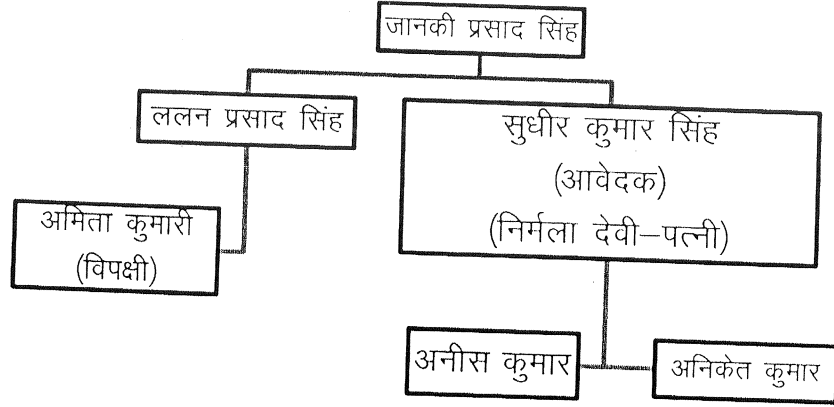 जानकी प्रसाद सिंह
ललन प्रसाद सिंह
सुधीर कुमार सिंह
(आवेदक)
(निर्मला देवी–पत्नी)
अमिता कुमारी
(विपक्षी)
अनीस कुमार
अनिकेत कुमार